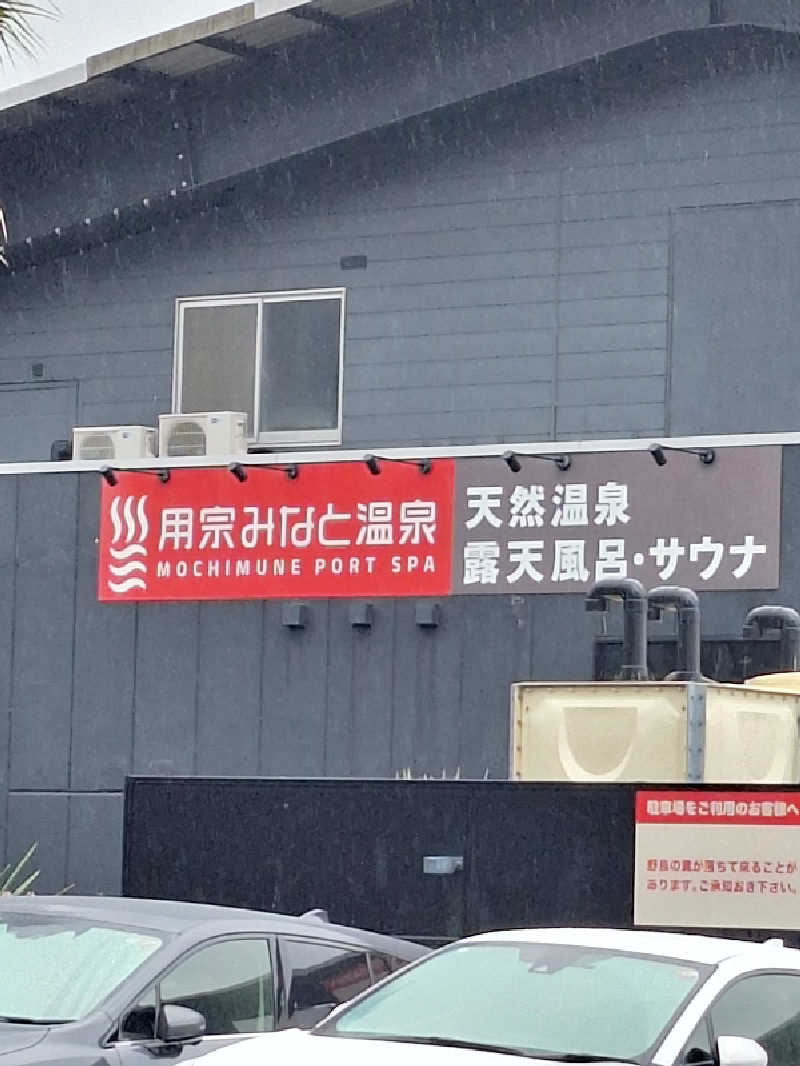 用宗みなと温泉
MOCHIMUNE PORT SPA
天然温泉
露天風呂・サウナ
駐車場をご利用のお客様へ
野鳥の糞が落ちて来ることが
あります。ご承知おき下さい。